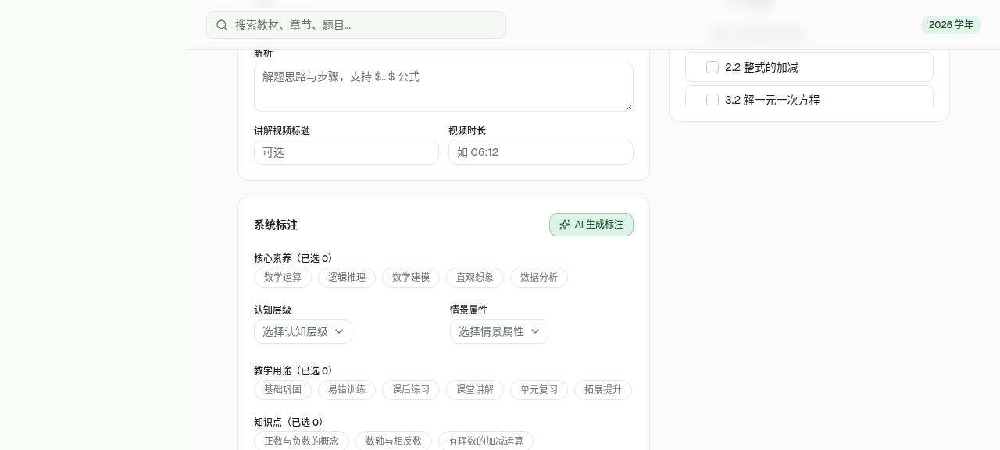 搜索教材、章节、题目...
2026 学年
解析
解题思路与步骤，支持 $...$ 公式
讲解视频标题
视频时长
可选
如 06:12
2.2 整式的加减
3.2 解一元一次方程
系统标注
AI 生成标注
核心素养（已选 0）
数学运算
逻辑推理
数学建模
直观想象
数据分析
认知层级
情景属性
选择认知层级
选择情景属性
教学用途（已选 0）
基础巩固
易错训练
课后练习
课堂讲解
单元复习
拓展提升
知识点（已选 0）
正数与负数的概念
数轴与相反数
有理数的加减运算